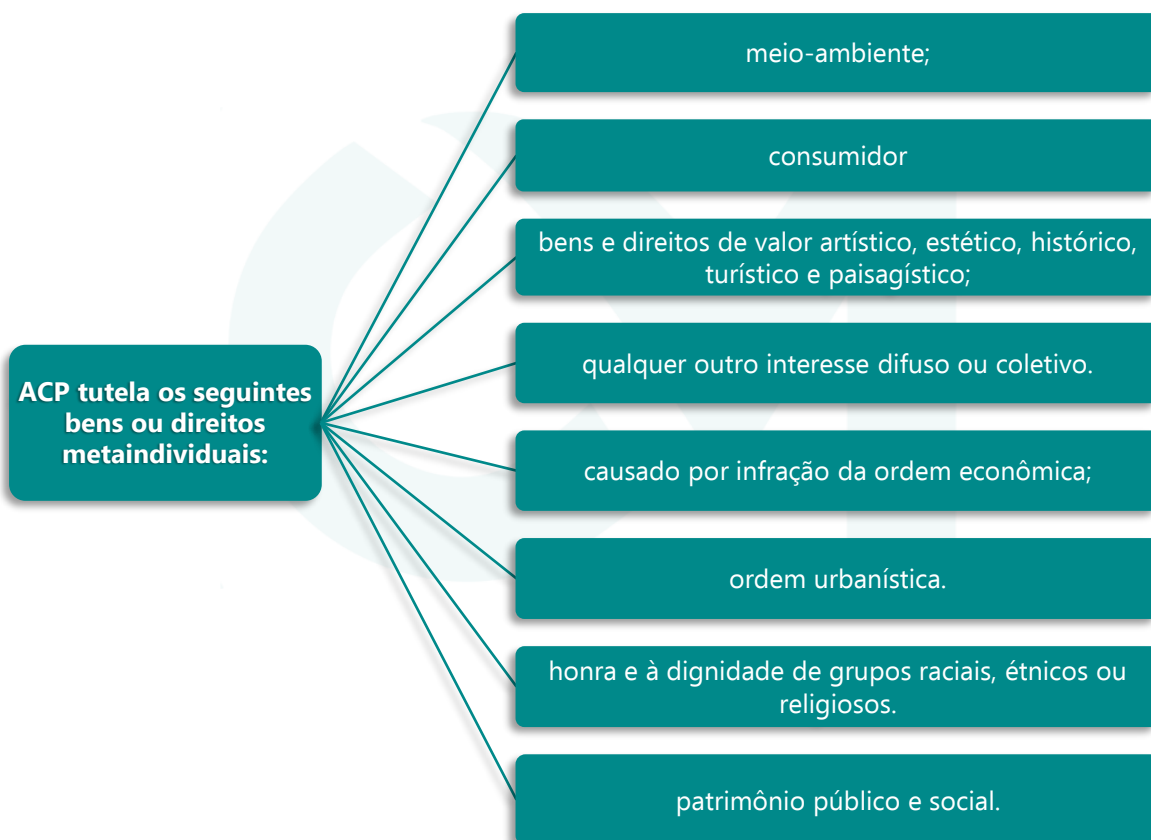 meio-ambiente;
consumidor
bens e direitos de valor artístico, estético, histórico,
turístico e paisagístico;
qualquer outro interesse difuso ou coletivo.
ACP tutela os seguintes
bens ou direitos
metaindividuais:
causado por infração da ordem econômica;
ordem urbanística.
honra e à dignidade de grupos raciais, étnicos ou
religiosos.
patrimônio público e social.